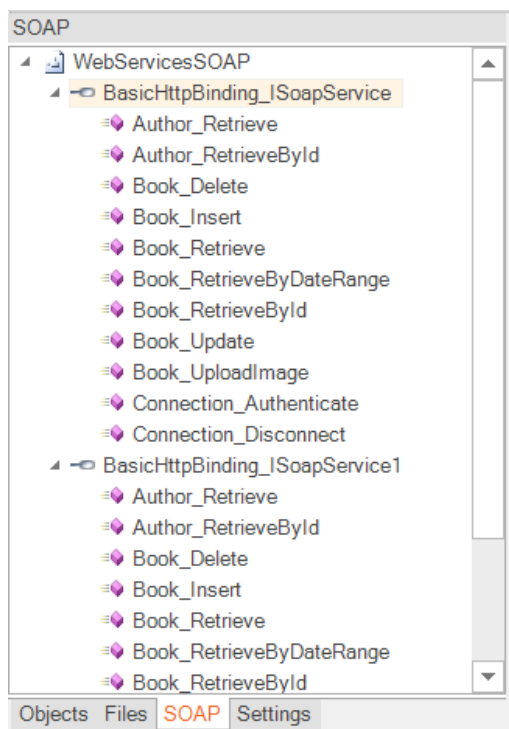 SOAP
WebServicesSOAP
BasicHttpBinding_ISoapService
Author_Retrieve
Author_RetrieveById
Book_Delete
Book_Insert
Book_Retrieve
Book_RetrieveByDateRange
Book_RetrieveById
Book_Update
Book_UploadImage
Connection_Authenticate
Connection_Disconnect
BasicHttpBinding_ISoapService1
Author_Retrieve
Author_RetrieveById
Book_Delete
Book_Insert
Book_Retrieve
Book_RetrieveByDateRange
Book_RetrieveById
Objects Files SOAP Settings